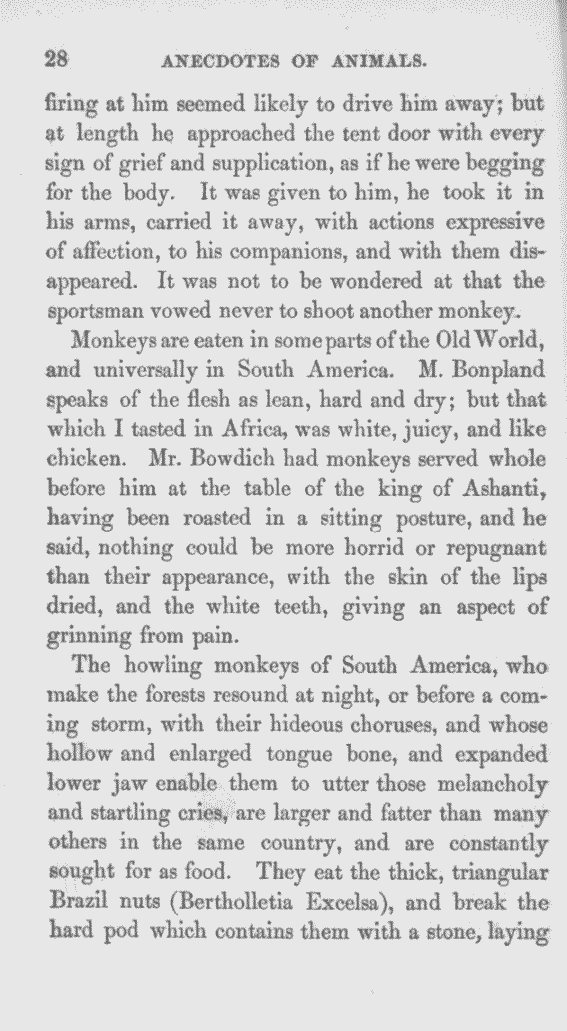 28 ANECDOTES OF ANIMALS.
firing at him seemed likely to drive him away; but
at length he approached the tent door with every
sign of grief and supplication, as if he were begging
for the body. It was given to him, he took it in
his arms, carried it away, with actions expressive
of affection, to his companions, and with them dis-
appeared. It was not to be wondered at that the
sportsman vowed never to shoot another monkey.
Monkeys are eaten in some parts of the Old World,
and universally in South America. M. Bonpland
speaks of the flesh as lean, hard and dry; but that
which I tasted in Africa, was white, juicy, and like
chicken. Mr. Bowdich had monkeys served whole
before him at the table of the king of Ashanti,
having been roasted in a sitting posture, and he
said, nothing could be more horrid or repugnant
than their appearance, with the skin of the lips
dried, and the white teeth, giving an aspect of
grinning from pain.
The howling monkeys of South America, who
make the forests resound at night, or before a com-
ing storm, with their hideous choruses, and whose
hollow and enlarged tongue bone, and expanded
lower jaw enable them to utter those melancholy
and startling cries, are larger and fatter than many
others in the same country, and are constantly
sought for as food. They eat the thick, triangular
Brazil nuts (Bertholletia Excelsa), and break the
hard pod which contains them with a stone, laying